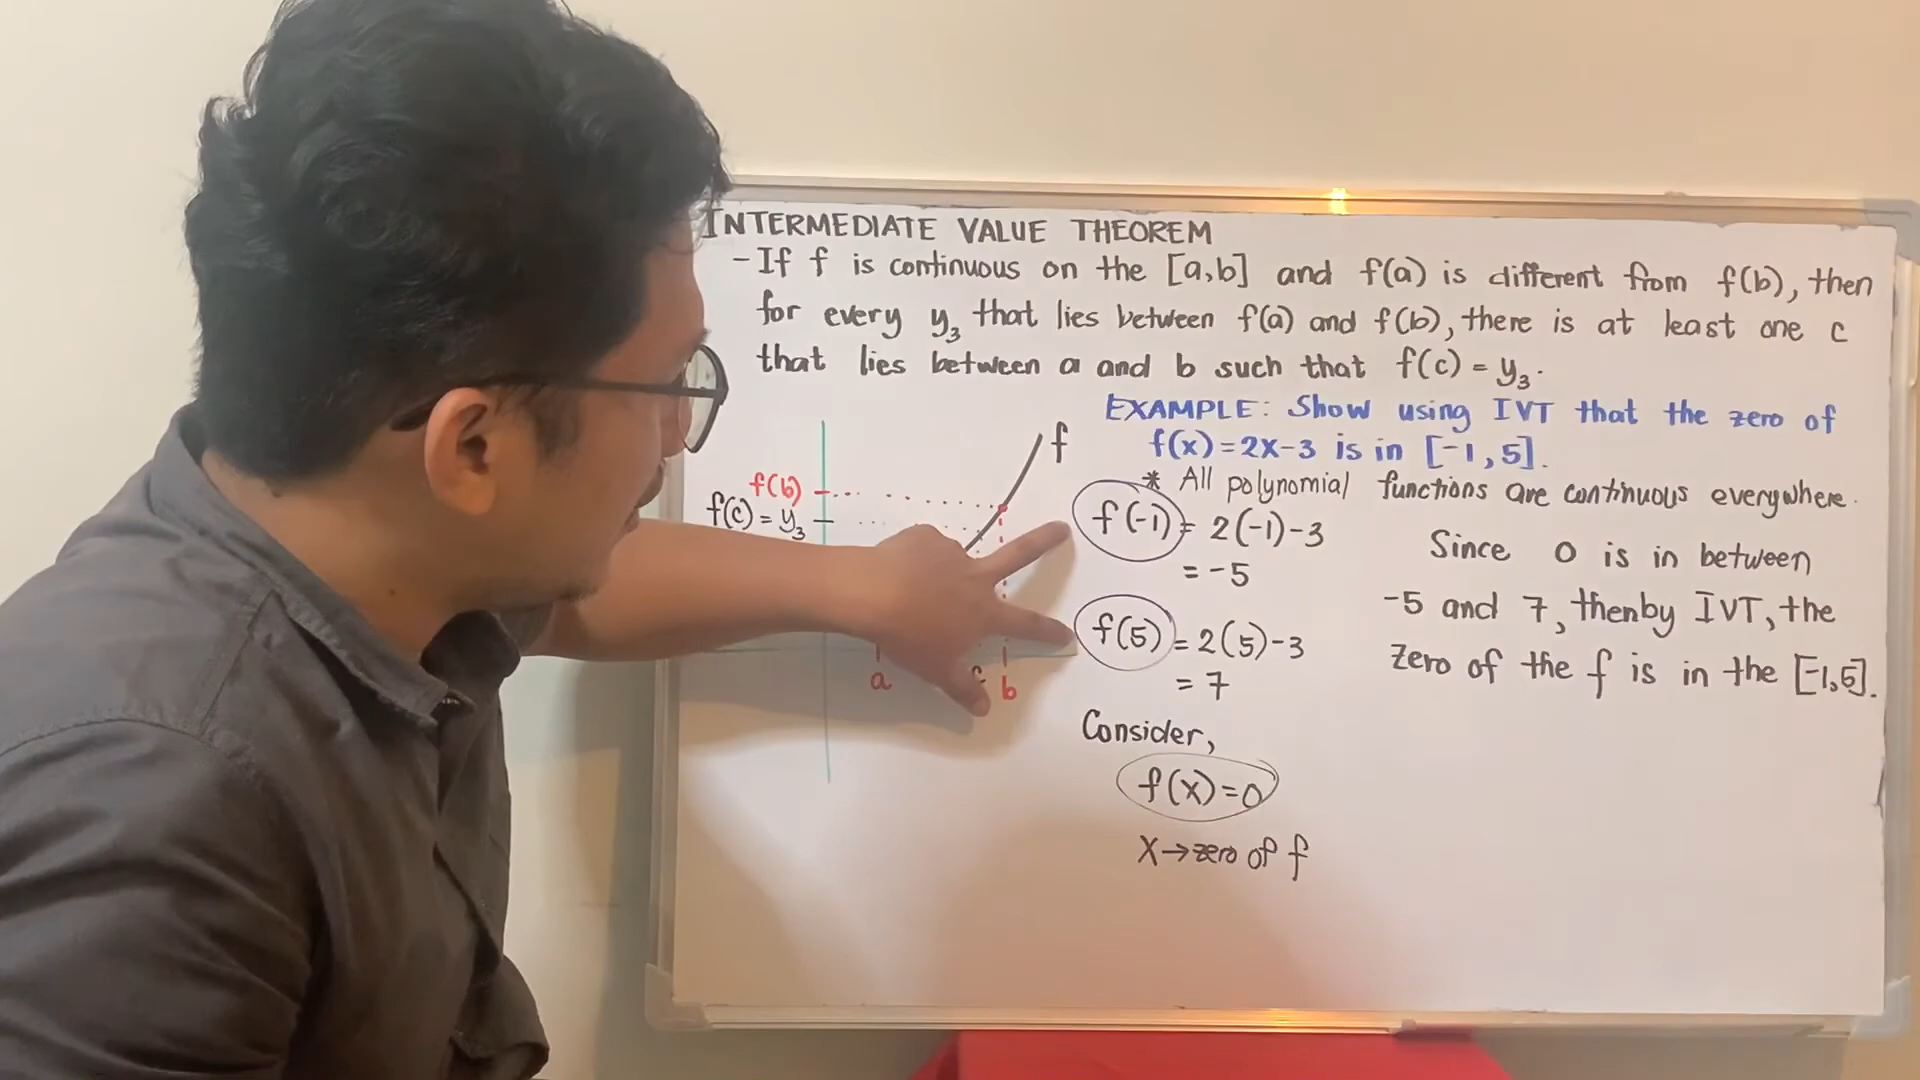 INTERMEDIATE VALUE THEOREM
- If f is continuous on the [a,b] and f(a) is different from f(b), then
for every y₃ that lies between f(a) and f(b), there is at least one c
that lies between a and b such that f(c) = y₃.
EXAMPLE: Show using IVT that the zero of
f(x)=2x-3 is in [-1,5].
* All polynomial functions are continuous everywhere.
f
f(b)
f(c) = y₃
a
c
b
f(-1) = 2(-1)-3
= -5
f(5) = 2(5)-3
= 7
Consider,
f(x)=0
X→zero of f
Since 0 is in between
-5 and 7, then by IVT, the
zero of the f is in the [-1,5].